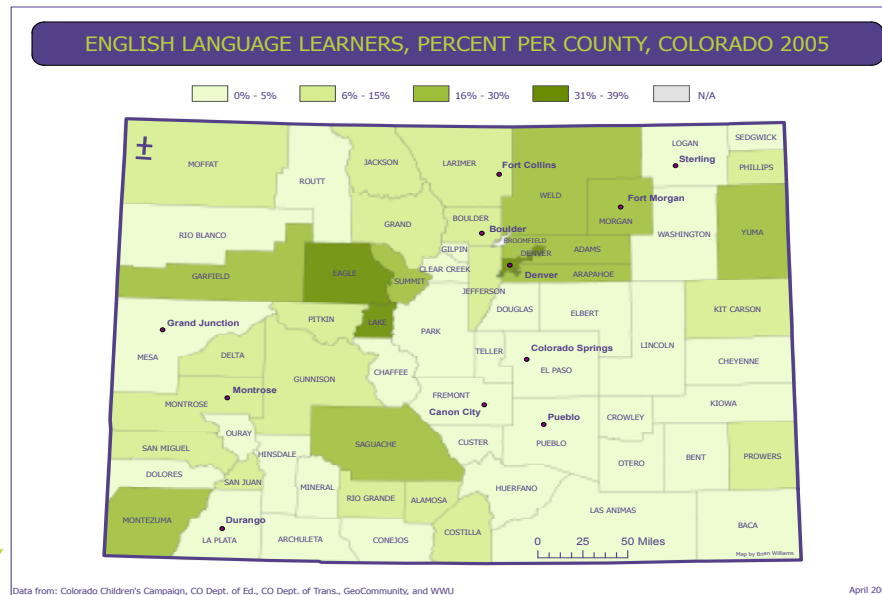 ENGLISH LANGUAGE LEARNERS, PERCENT PER COUNTY, COLORADO 2005
0% - 5% 6% - 15% 16% - 30% 31% - 39% N/A
±
SEDGWICK
LOGAN
Sterling
PHILLIPS
MOFFAT
JACKSON
LARIMER
Fort Collins
ROUTT
WELD
Fort Morgan
MORGAN
GRAND
BOULDER
Boulder
WASHINGTON
YUMA
RIO BLANCO
BROOMFIELD
GILPIN
DENVER
ADAMS
GARFIELD
EAGLE
CLEAR CREEK
Denver
ARAPAHOE
SUMMIT
JEFFERSON
DOUGLAS
ELBERT
KIT CARSON
Grand Junction
PITKIN
LAKE
PARK
LINCOLN
MESA
DELTA
TELLER
Colorado Springs
CHEYENNE
GUNNISON
CHAFFEE
EL PASO
Montrose
MONTROSE
FREMONT
Canon City
KIOWA
CROWLEY
Pueblo
OURAY
SAGUACHE
CUSTER
PUEBLO
SAN MIGUEL
HINSDALE
OTERO
BENT
PROWERS
DOLORES
SAN JUAN
MINERAL
RIO GRANDE
ALAMOSA
HUERFANO
LAS ANIMAS
MONTEZUMA
Durango
LA PLATA
ARCHULETA
CONEJOS
COSTILLA
BACA
0 25 50 Miles
Map by Williams
Data from: Colorado Children's Campaign, CO Dept. of Ed., CO Dept. of Trans., GeoCommunity, and WWU
April